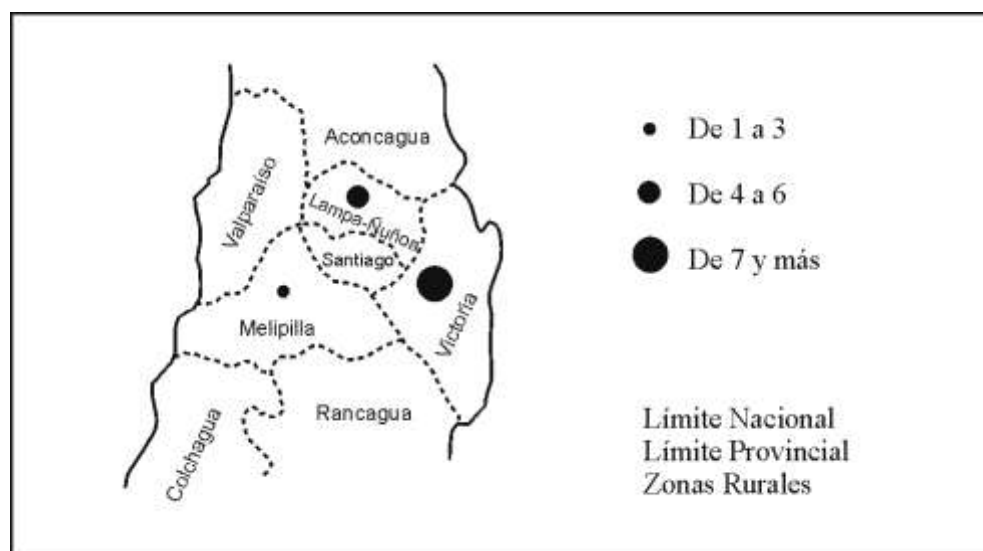 Aconcagua
Valparaíso
Lampa-Ñuñoa
Santiago
Melipilla
Victoria
Rancagua
Colchagua
De 1 a 3
De 4 a 6
De 7 y más
Límite Nacional
Límite Provincial
Zonas Rurales